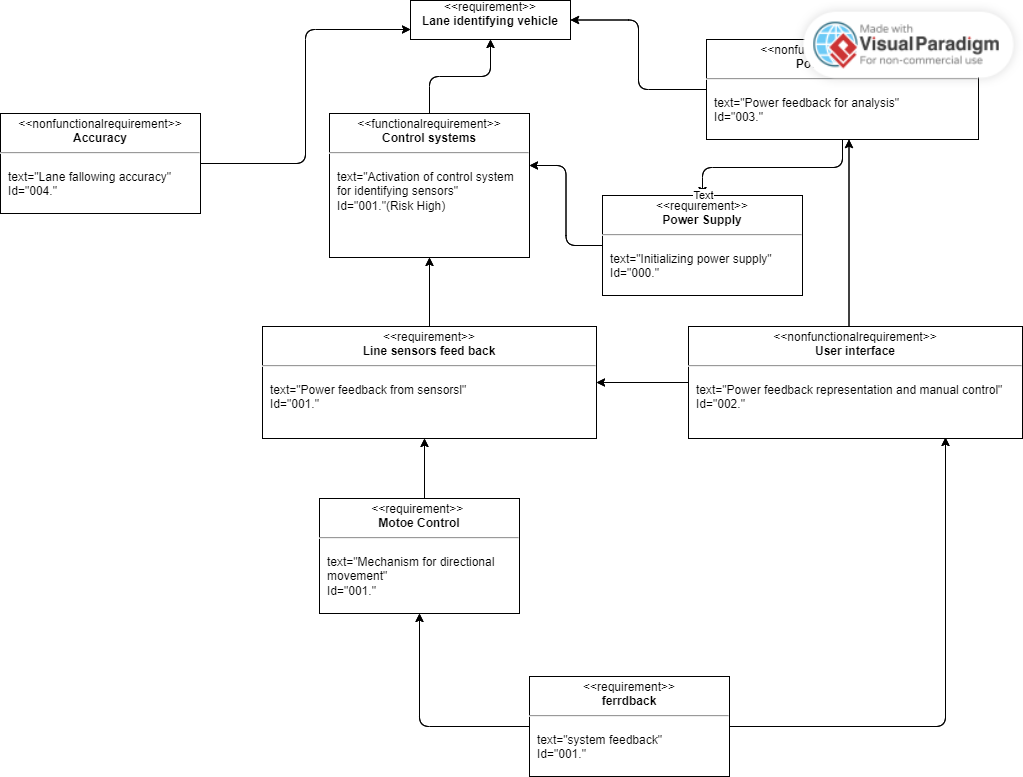 <<requirement>>
Lane identifying vehicle
Made with
Visual Paradigm
For non-commercial use
text="Power feedback for analysis"
Id="003."
<<nonfunctionalrequirement>>
Accuracy
text="Lane fallowing accuracy"
Id="004."
<<functionalrequirement>>
Control systems
text="Activation of control system
for identifying sensors"
Id="001."(Risk High)
Text
<<requirement>>
Power Supply
text="Initializing power supply"
Id="000."
<<requirement>>
Line sensors feed back
text="Power feedback from sensorsl"
Id="001."
<<nonfunctionalrequirement>>
User interface
text="Power feedback representation and manual control"
Id="002."
<<requirement>>
Motoe Control
text="Mechanism for directional
movement"
Id="001."
<<requirement>>
ferrdback
text="system feedback"
Id="001."